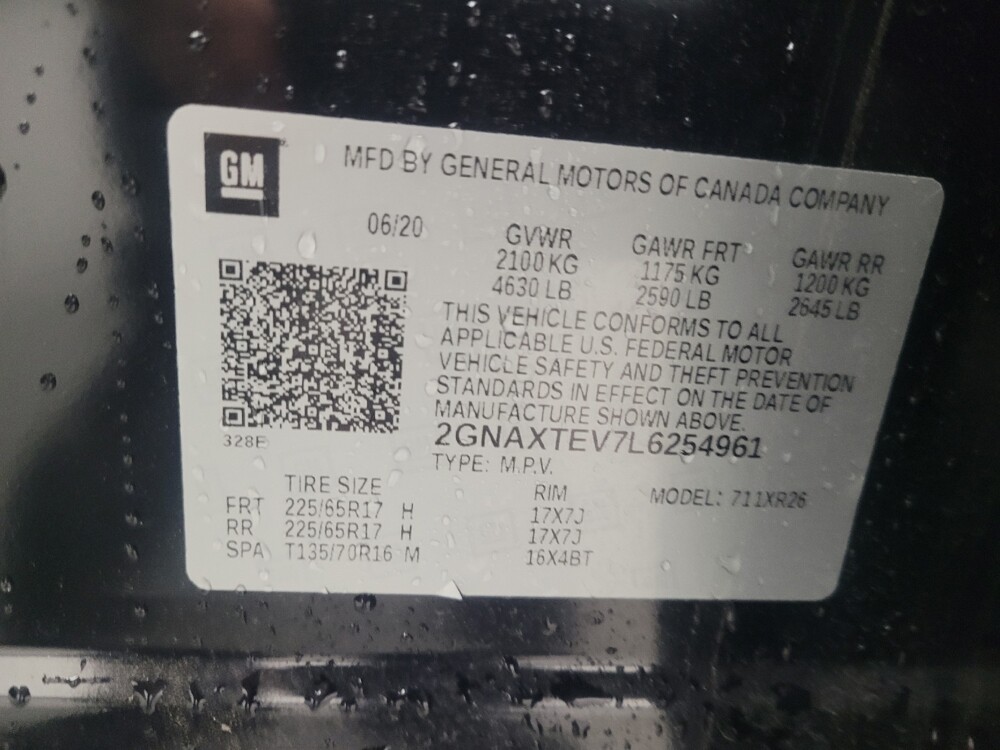 GM
MFD BY GENERAL MOTORS OF CANADA COMPANY
06/20
GVWR GAWR FRT GAWR RR
2100 KG 1175 KG 1200 KG
4630 LB 2590 LB 2645 LB
THIS VEHICLE CONFORMS TO ALL
APPLICABLE U.S. FEDERAL MOTOR
VEHICLE SAFETY AND THEFT PREVENTION
STANDARDS IN EFFECT ON THE DATE OF
MANUFACTURE SHOWN ABOVE.
328E
2GNAXTEV7L6254961
TYPE: M.P.V.
TIRE SIZE RIM MODEL: 711XR26
FRT 225/65R17 H 17X7J
RR 225/65R17 H 17X7J
SPA T135/70R16 M 16X4BT